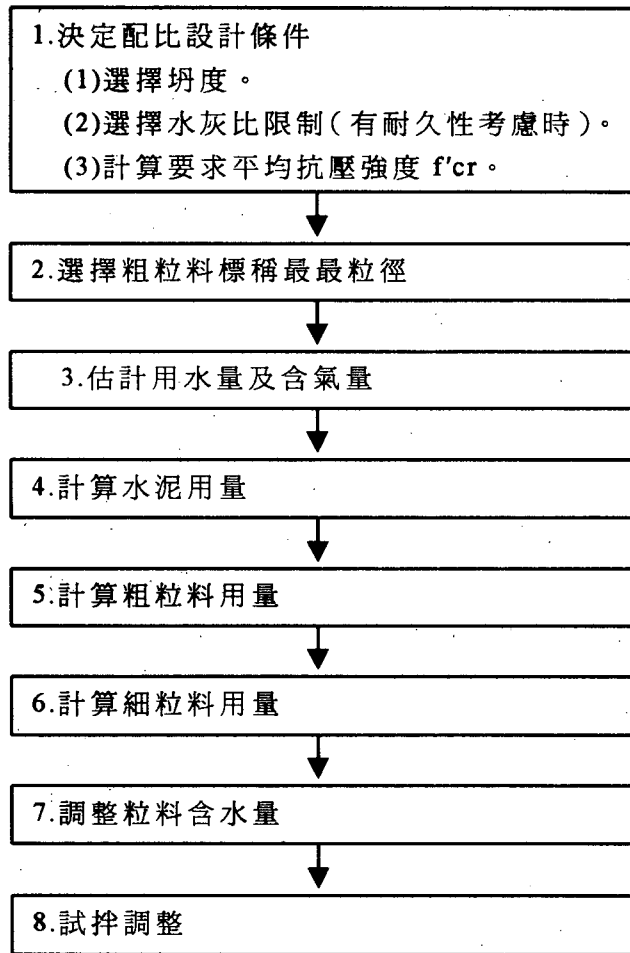 1.決定配比設計條件
(1)選擇坍度。
(2)選擇水灰比限制(有耐久性考慮時)。
(3)計算要求平均抗壓強度 f'cr。
2.選擇粗粒料標稱最最粒徑
3.估計用水量及含氣量
4.計算水泥用量
5.計算粗粒料用量
6.計算細粒料用量
7.調整粒料含水量
8.試拌調整